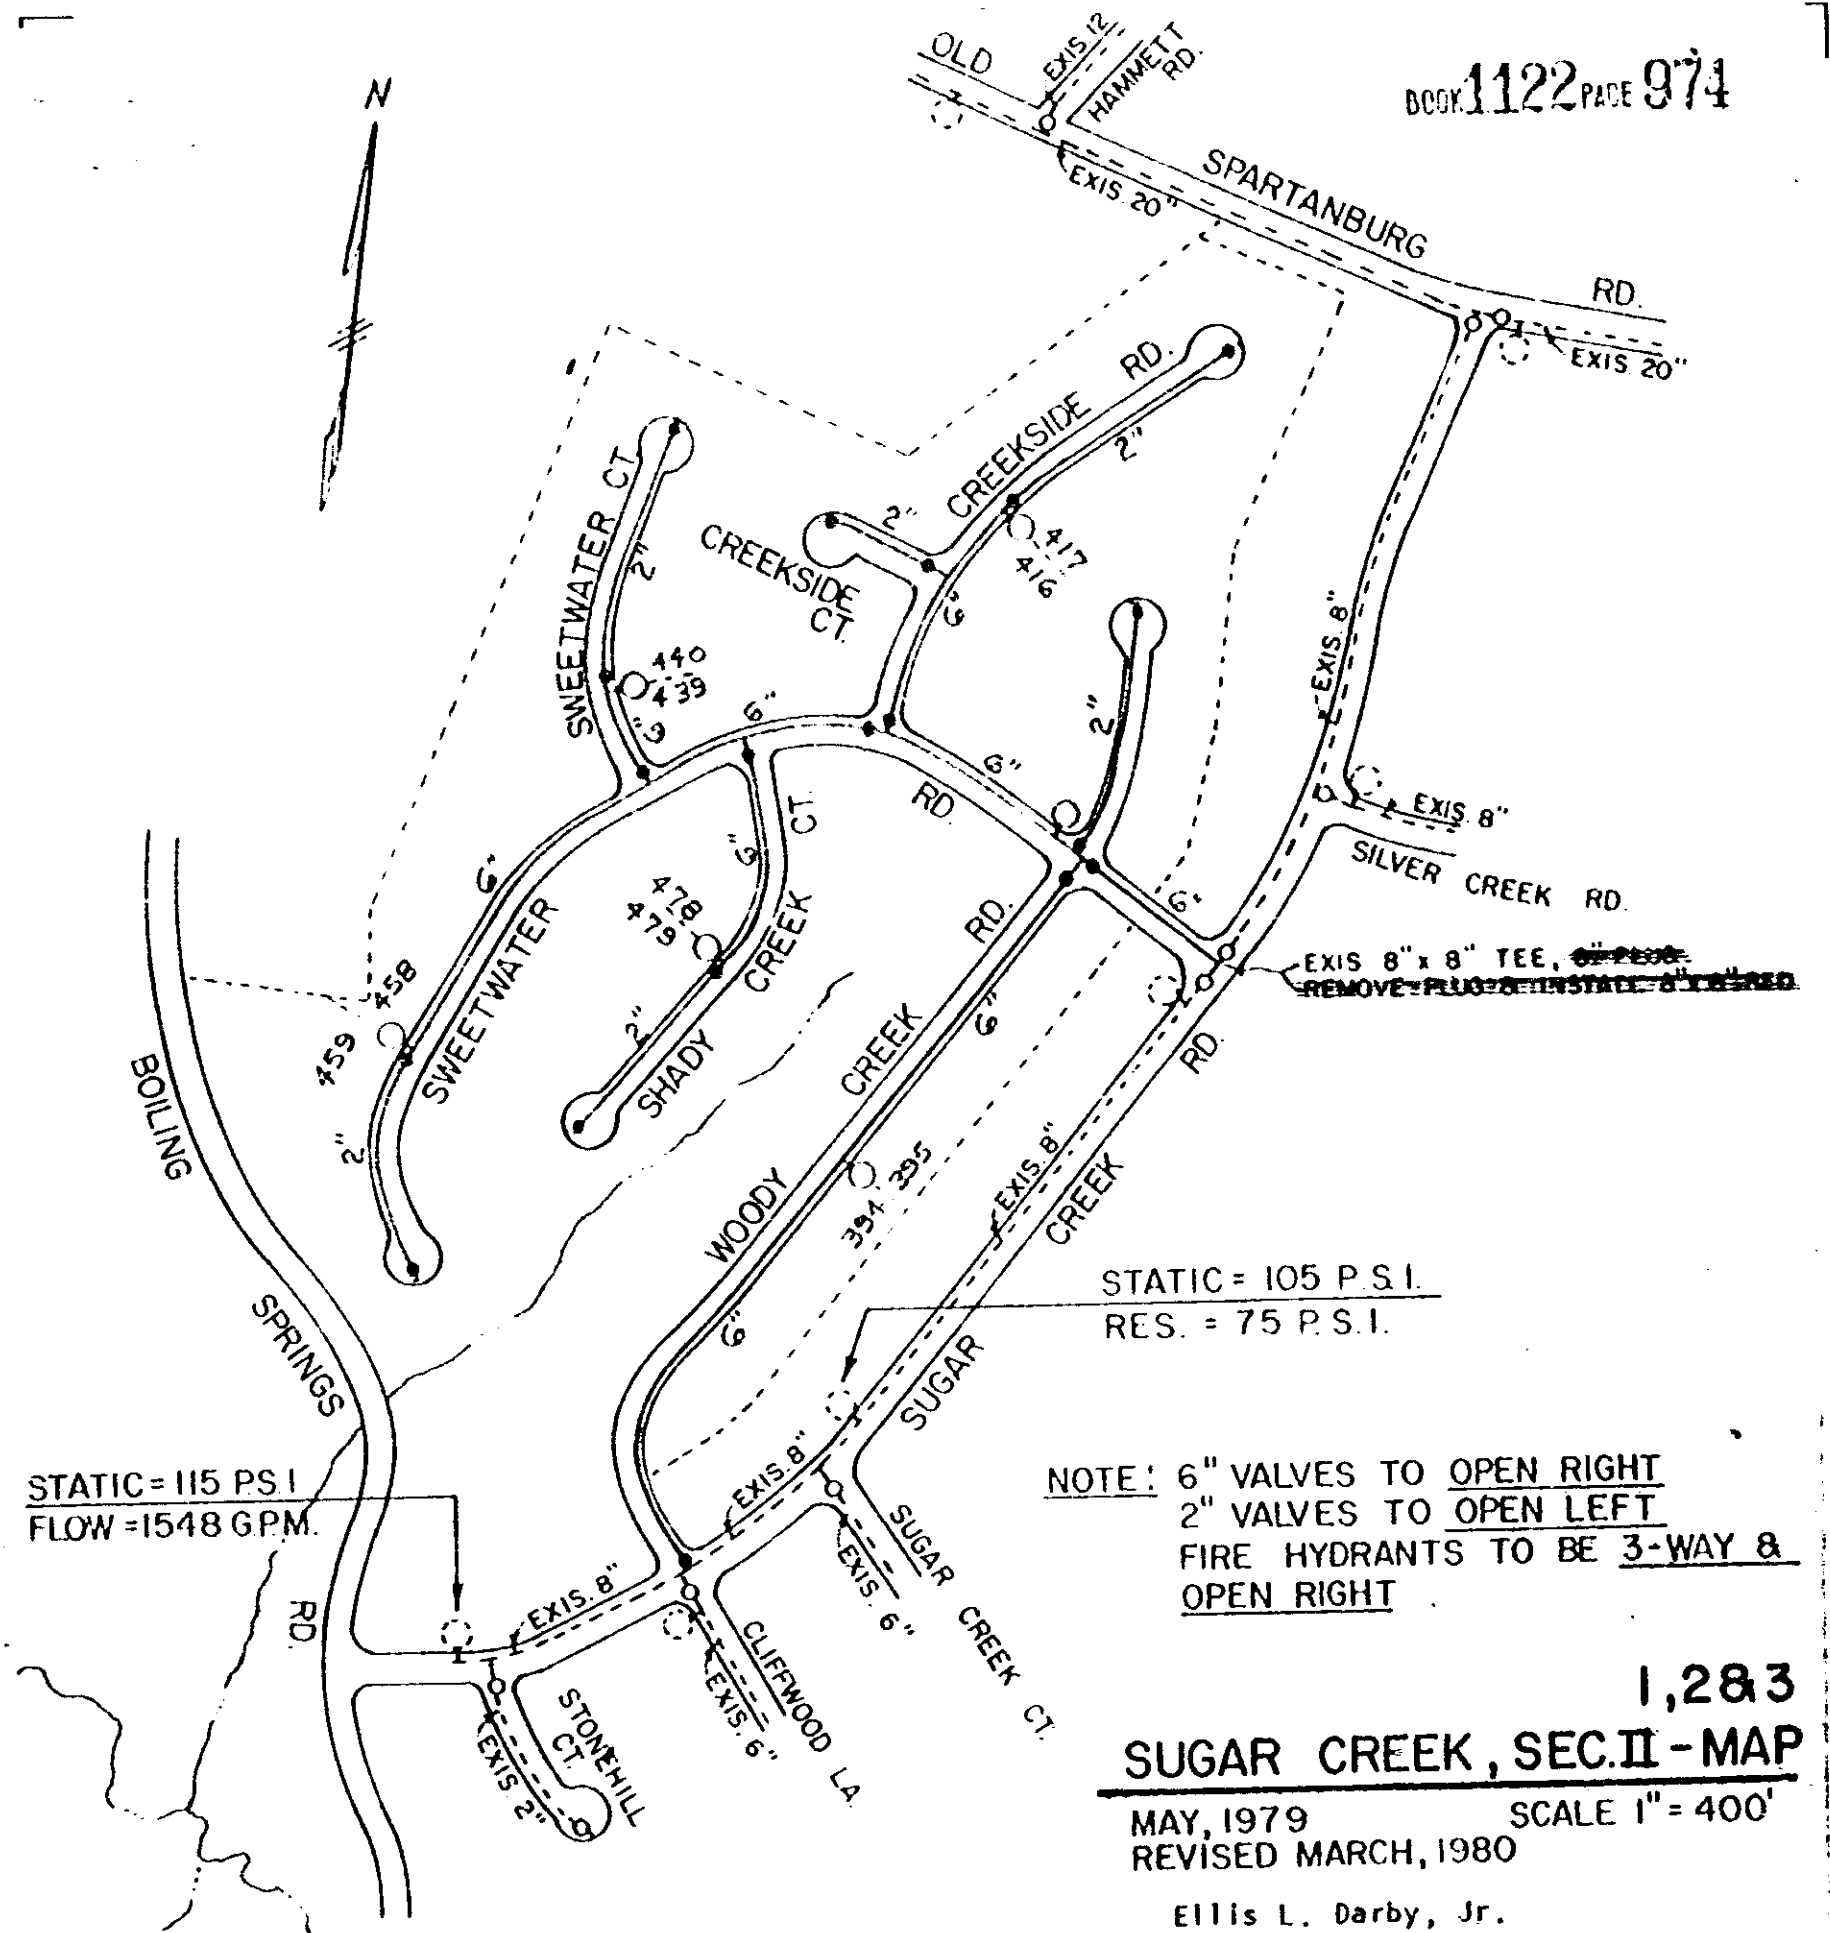 BOOK 1122 PAGE 974
N
OLD
EXIS. 12
HAMMETT
RD.
SPARTANBURG
RD.
EXIS. 20"
EXIS. 20"
CREEKSIDE RD.
2"
2"
CREEKSIDE
CT.
417
416
6"
SWEETWATER CT.
2"
440
439
6"
6"
6"
RD.
2"
EXIS. 8"
EXIS. 8"
SILVER CREEK RD.
6"
EXIS 8" x 8" TEE,
6"
SWEETWATER
458
459
2"
478
479
6"
2"
SHADY CREEK CT.
WOODY CREEK RD.
6"
394 395
6"
EXIS. 8"
SUGAR CREEK RD.
BOILING
SPRINGS
RD.
STATIC = 105 P.S.I.
RES. = 75 P.S.I.
STATIC = 115 P.S.I
FLOW = 1548 G.P.M.
EXIS. 8"
EXIS. 8"
EXIS. 6"
SUGAR CREEK CT.
EXIS. 6"
CLIFFWOOD LA.
EXIS. 2"
STONEHILL
CT.
NOTE: 6" VALVES TO OPEN RIGHT
2" VALVES TO OPEN LEFT
FIRE HYDRANTS TO BE 3-WAY &
OPEN RIGHT
1,2&3
SUGAR CREEK, SEC.II - MAP
MAY, 1979 SCALE 1" = 400'
REVISED MARCH, 1980
Ellis L. Darby, Jr.